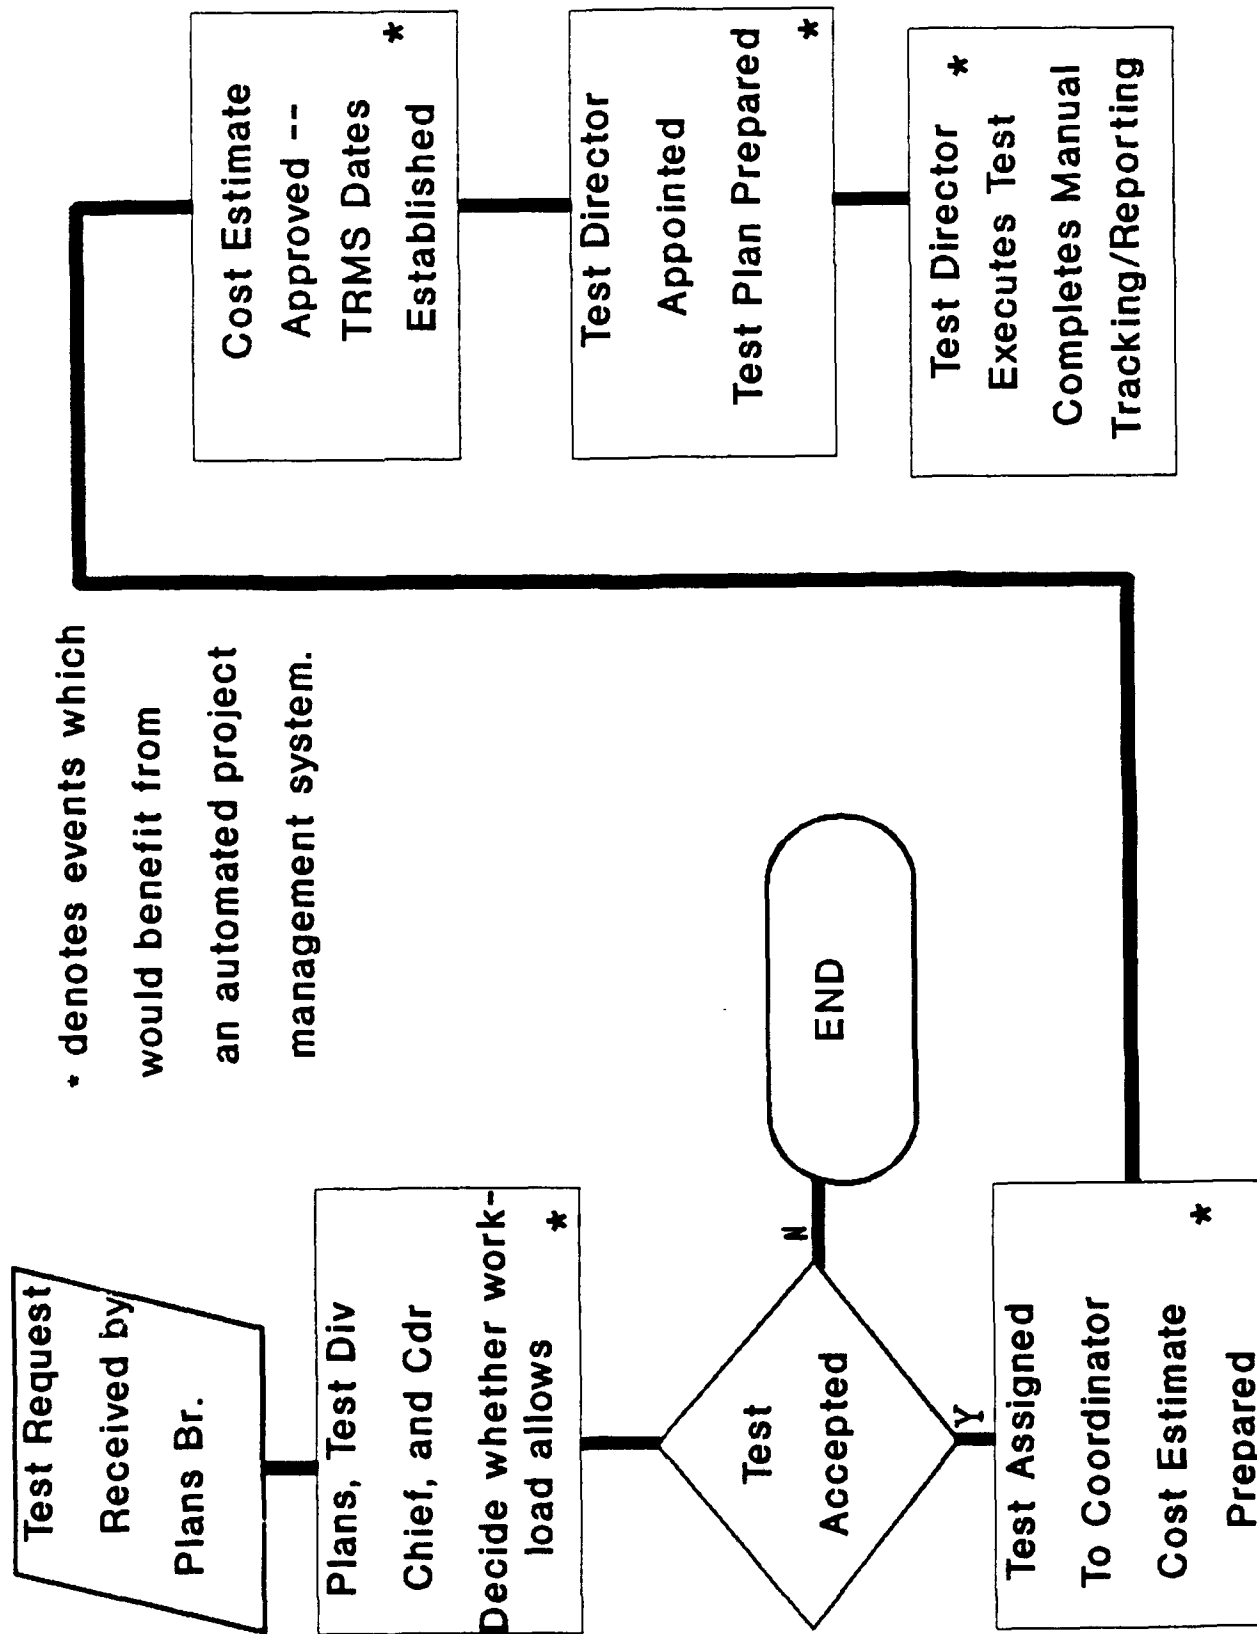 Test Request
Received by
Plans Br.
Plans, Test Div
Chief, and Cdr
Decide whether work-
load allows *
Test
Accepted
N
END
Y
Test Assigned
To Coordinator
Cost Estimate *
Prepared
* denotes events which
would benefit from
an automated project
management system.
Cost Estimate
Approved --
TRMS Dates
Established *
Test Director
Appointed
Test Plan Prepared
*
Test Director *
Executes Test
Completes Manual
Tracking/Reporting